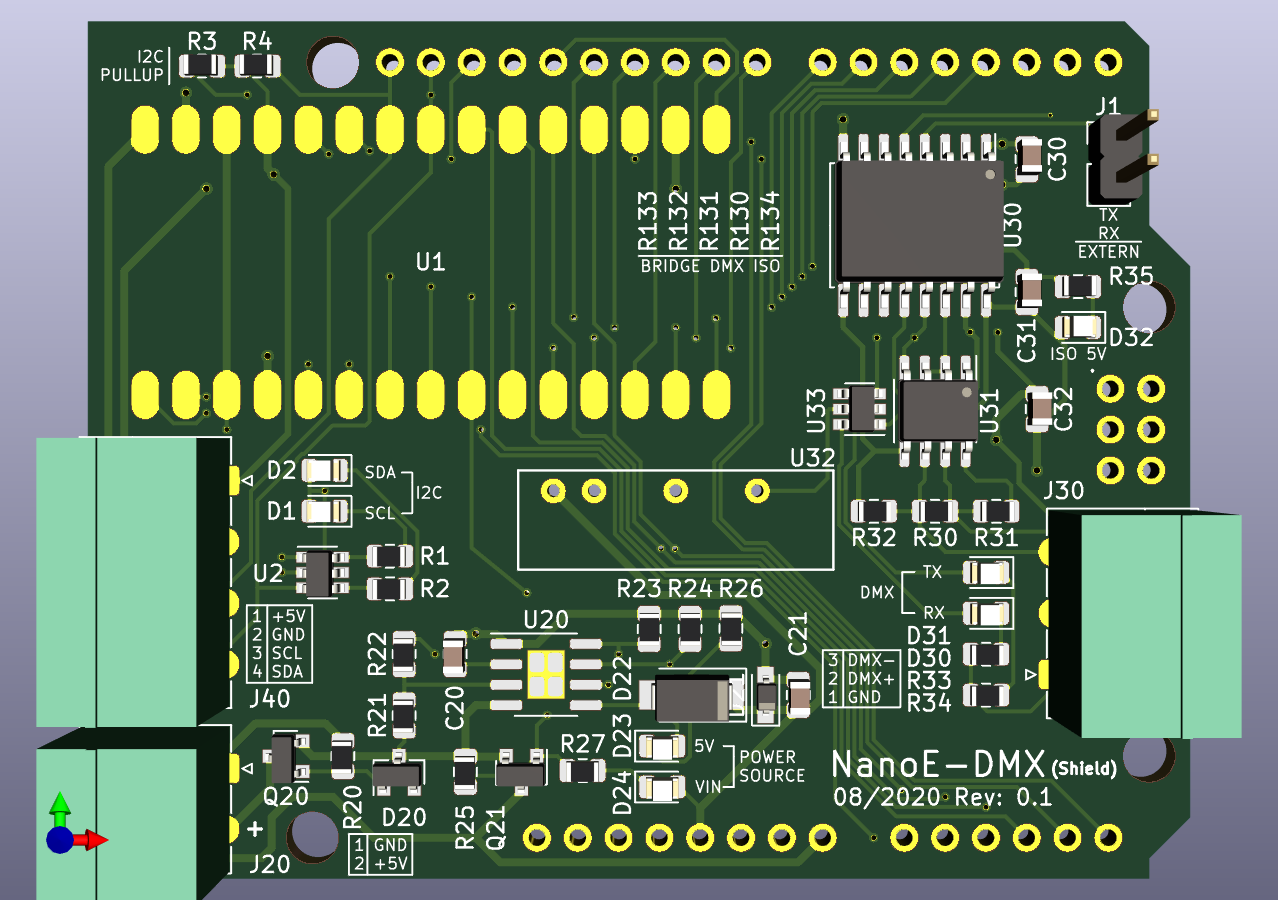 R3 R4
I2C
PULLUP
J1
C30
R133
R132
R131
R130
R134
BRIDGE DMX ISO
U30
TX
RX
EXTERN
U1
R35
C31
D32
ISO 5V
U33
U31
C32
U32
J30
D2 SDA
I2C
D1 SCL
R32 R30 R31
U2
R1
R2
TX
DMX
RX
R23 R24 R26
1 +5V
2 GND
3 SCL
4 SDA
J40
U20
R22
C20
R21
D22
C21
D31
D30
R33
R34
3 DMX-
2 DMX+
1 GND
D23
5V
POWER
SOURCE
VIN
D24
R27
NanoE-DMX (Shield)
08/2020 Rev: 0.1
Q20
R20
D20
R25
Q21
+
J20
1 GND
2 +5V